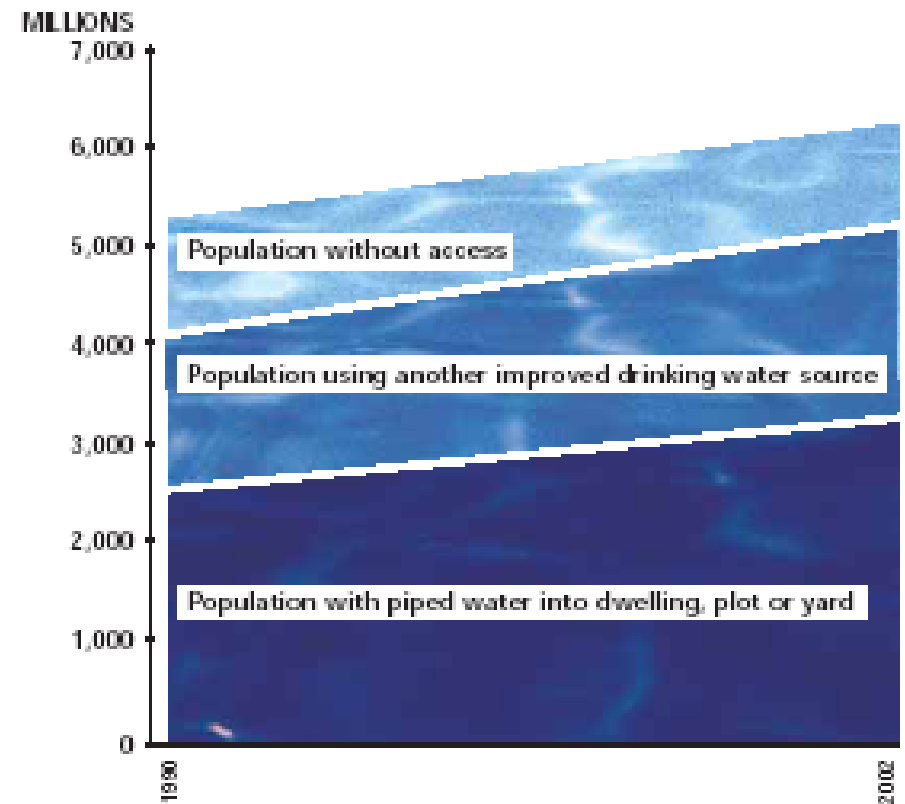 MILLIONS
7,000
6,000
5,000
Population without access
4,000
Population using another improved drinking water source
3,000
2,000
Population with piped water into dwelling, plot or yard
1,000
0
1990
2002